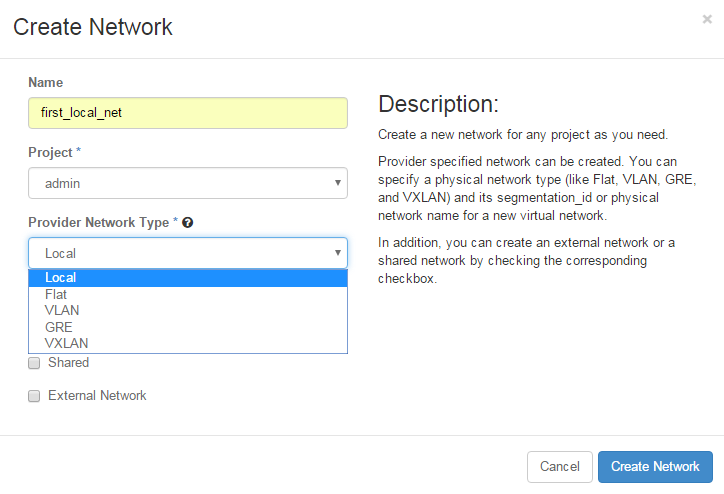 Create Network
×
Name
first_local_net
Project *
admin
Provider Network Type *
Local
Local
Flat
VLAN
GRE
VXLAN
Shared
External Network
Description:
Create a new network for any project as you need.
Provider specified network can be created. You can
specify a physical network type (like Flat, VLAN, GRE,
and VXLAN) and its segmentation_id or physical
network name for a new virtual network.
In addition, you can create an external network or a
shared network by checking the corresponding
checkbox.
Cancel
Create Network